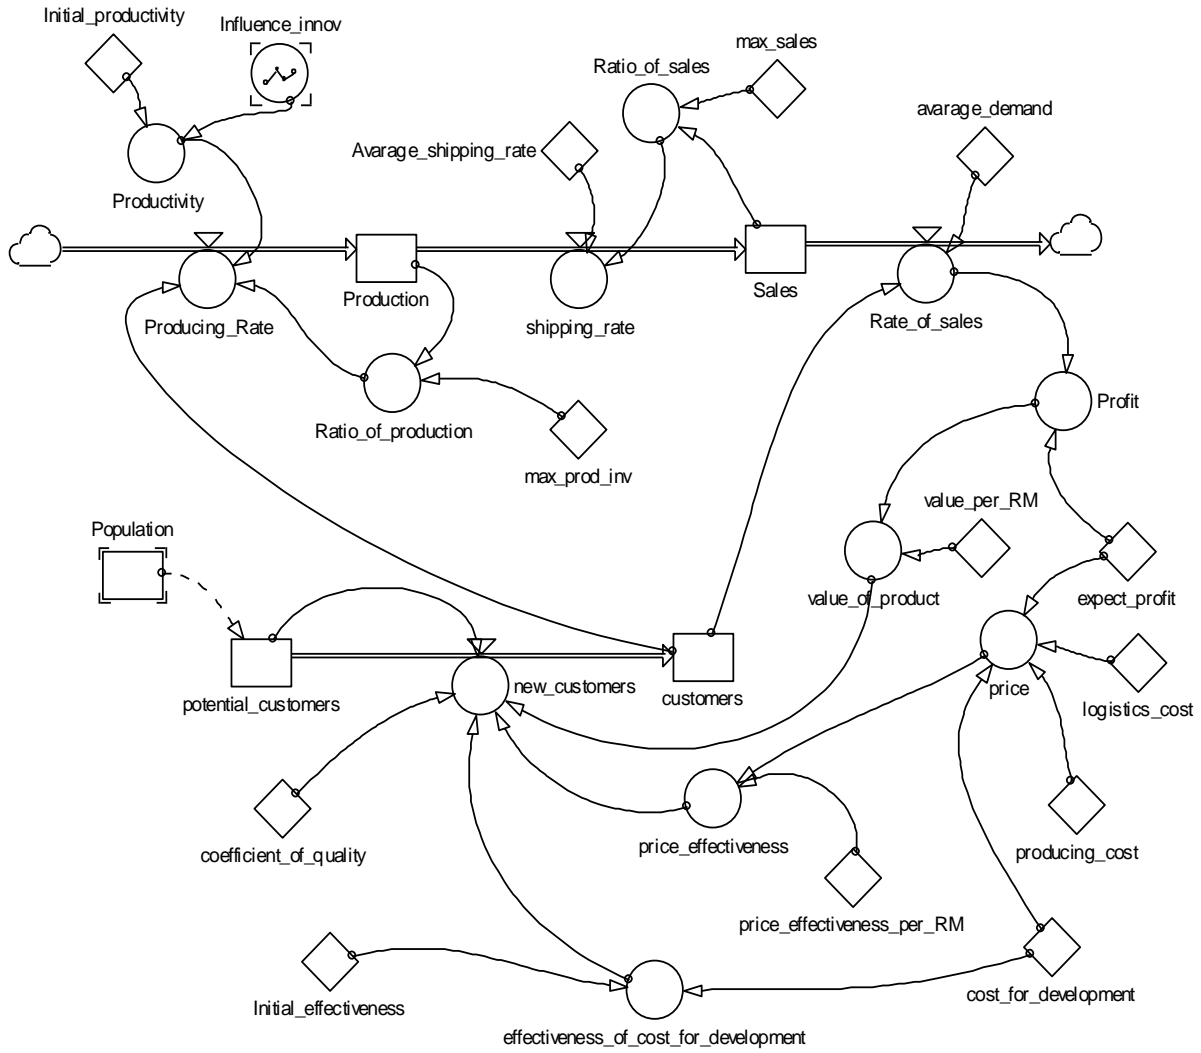 Initial_productivity
Influence_innov
max_sales
Ratio_of_sales
avarage_demand
Avarage_shipping_rate
Productivity
Production
Sales
Producing_Rate
shipping_rate
Rate_of_sales
Profit
Ratio_of_production
max_prod_inv
value_per_RM
Population
value_of_product
expect_profit
new_customers
price
potential_customers
customers
logistics_cost
price_effectiveness
coefficient_of_quality
producing_cost
price_effectiveness_per_RM
cost_for_development
Initial_effectiveness
effectiveness_of_cost_for_development